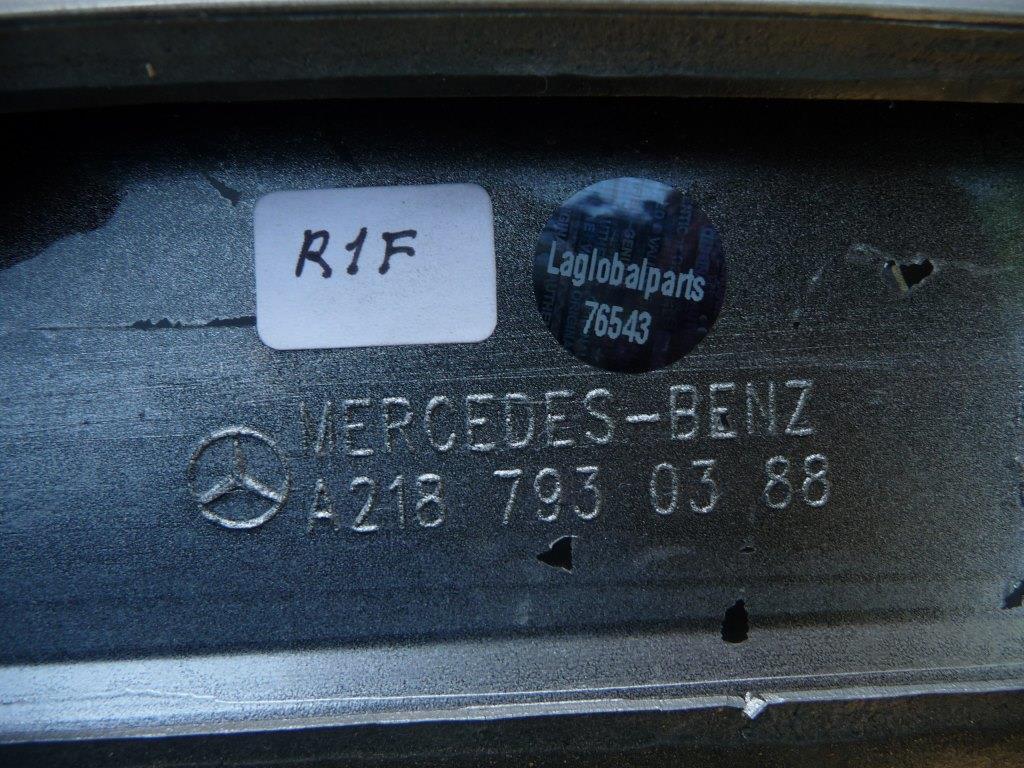 R1F
Laglobalparts
76543
MERCEDES-BENZ
A218 793 03 88